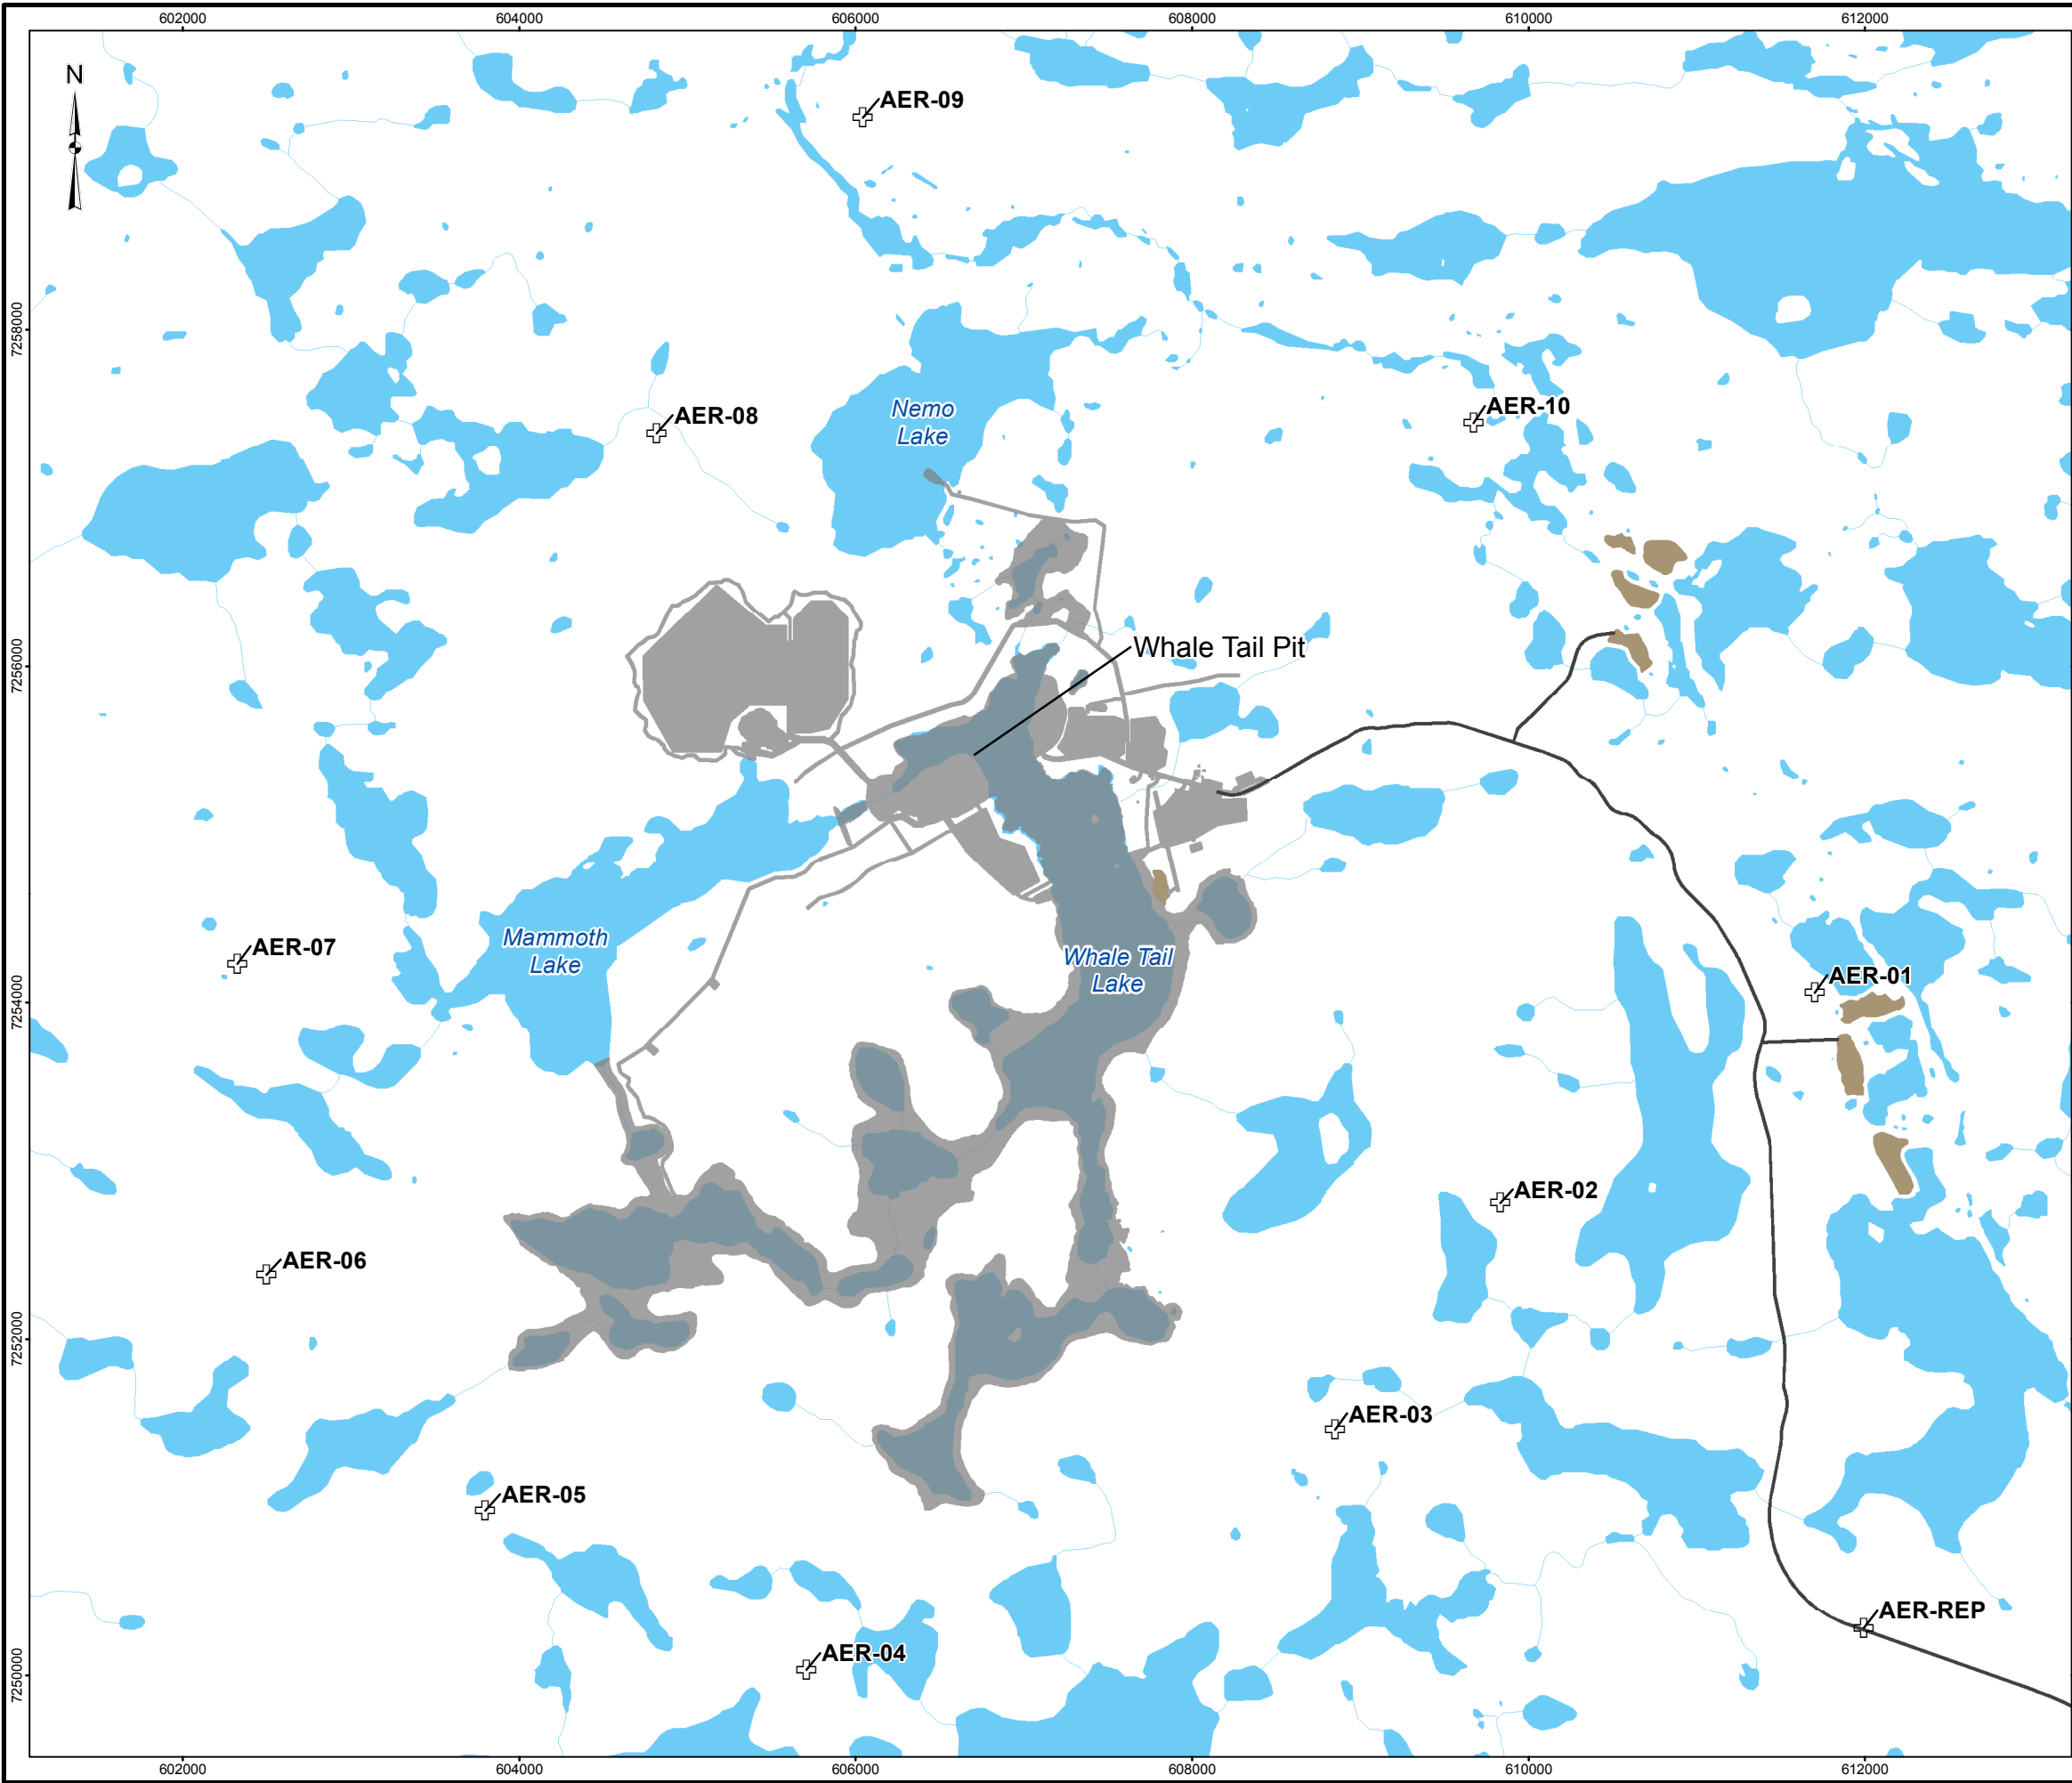 602000
604000
606000
608000
610000
612000
N
AER-09
7258000
Nemo
Lake
AER-10
AER-08
7256000
Whale Tail Pit
Mammoth
Lake
AER-07
Whale Tail
Lake
AER-01
7254000
AER-02
AER-06
7252000
AER-03
AER-05
AER-REP
AER-04
7250000
602000
604000
606000
608000
610000
612000